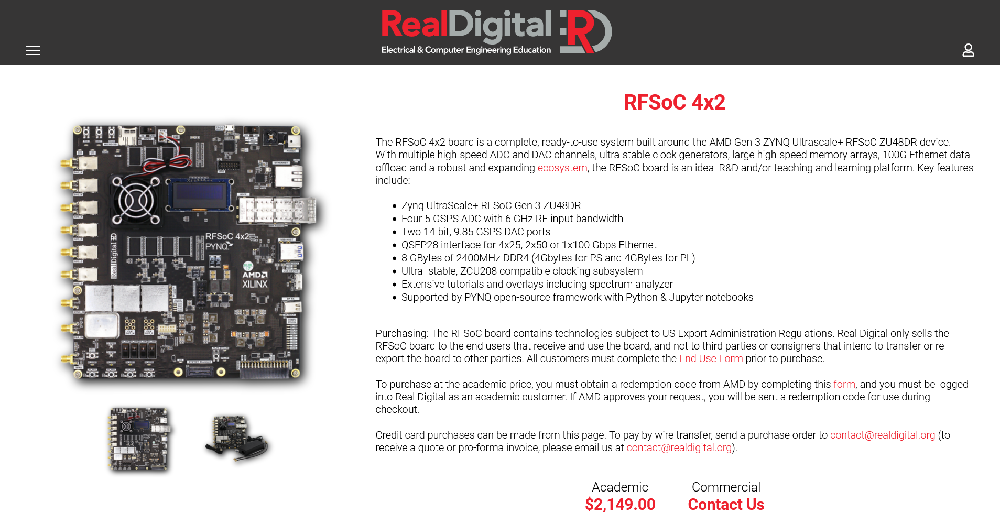 RealDigital
Electrical & Computer Engineering Education
RFSoC 4x2
The RFSoC 4x2 board is a complete, ready-to-use system built around the AMD Gen 3 ZYNQ Ultrascale+ RFSoC ZU48DR device.
With multiple high-speed ADC and DAC channels, ultra-stable clock generators, large high-speed memory arrays, 100G Ethernet data
offload and a robust and expanding ecosystem, the RFSoC board is an ideal R&D and/or teaching and learning platform. Key features
include:
• Zynq UltraScale+ RFSoC Gen 3 ZU48DR
• Four 5 GSPS ADC with 6 GHz RF input bandwidth
• Two 14-bit, 9.85 GSPS DAC ports
• QSFP28 interface for 4x25, 2x50 or 1x100 Gbps Ethernet
• 8 GBytes of 2400MHz DDR4 (4Gbytes for PS and 4GBytes for PL)
• Ultra- stable, ZCU208 compatible clocking subsystem
• Extensive tutorials and overlays including spectrum analyzer
• Supported by PYNQ open-source framework with Python & Jupyter notebooks
Purchasing: The RFSoC board contains technologies subject to US Export Administration Regulations. Real Digital only sells the
RFSoC board to the end users that receive and use the board, and not to third parties or consigners that intend to transfer or re-
export the board to other parties. All customers must complete the End Use Form prior to purchase.
To purchase at the academic price, you must obtain a redemption code from AMD by completing this form, and you must be logged
into Real Digital as an academic customer. If AMD approves your request, you will be sent a redemption code for use during
checkout.
Credit card purchases can be made from this page. To pay by wire transfer, send a purchase order to contact@realdigital.org (to
receive a quote or pro-forma invoice, please email us at contact@realdigital.org).
Academic Commercial
$2,149.00 Contact Us
ETHERNET
RFSoC 4x2
PYNQ
RealDigital
AMD
XILINX